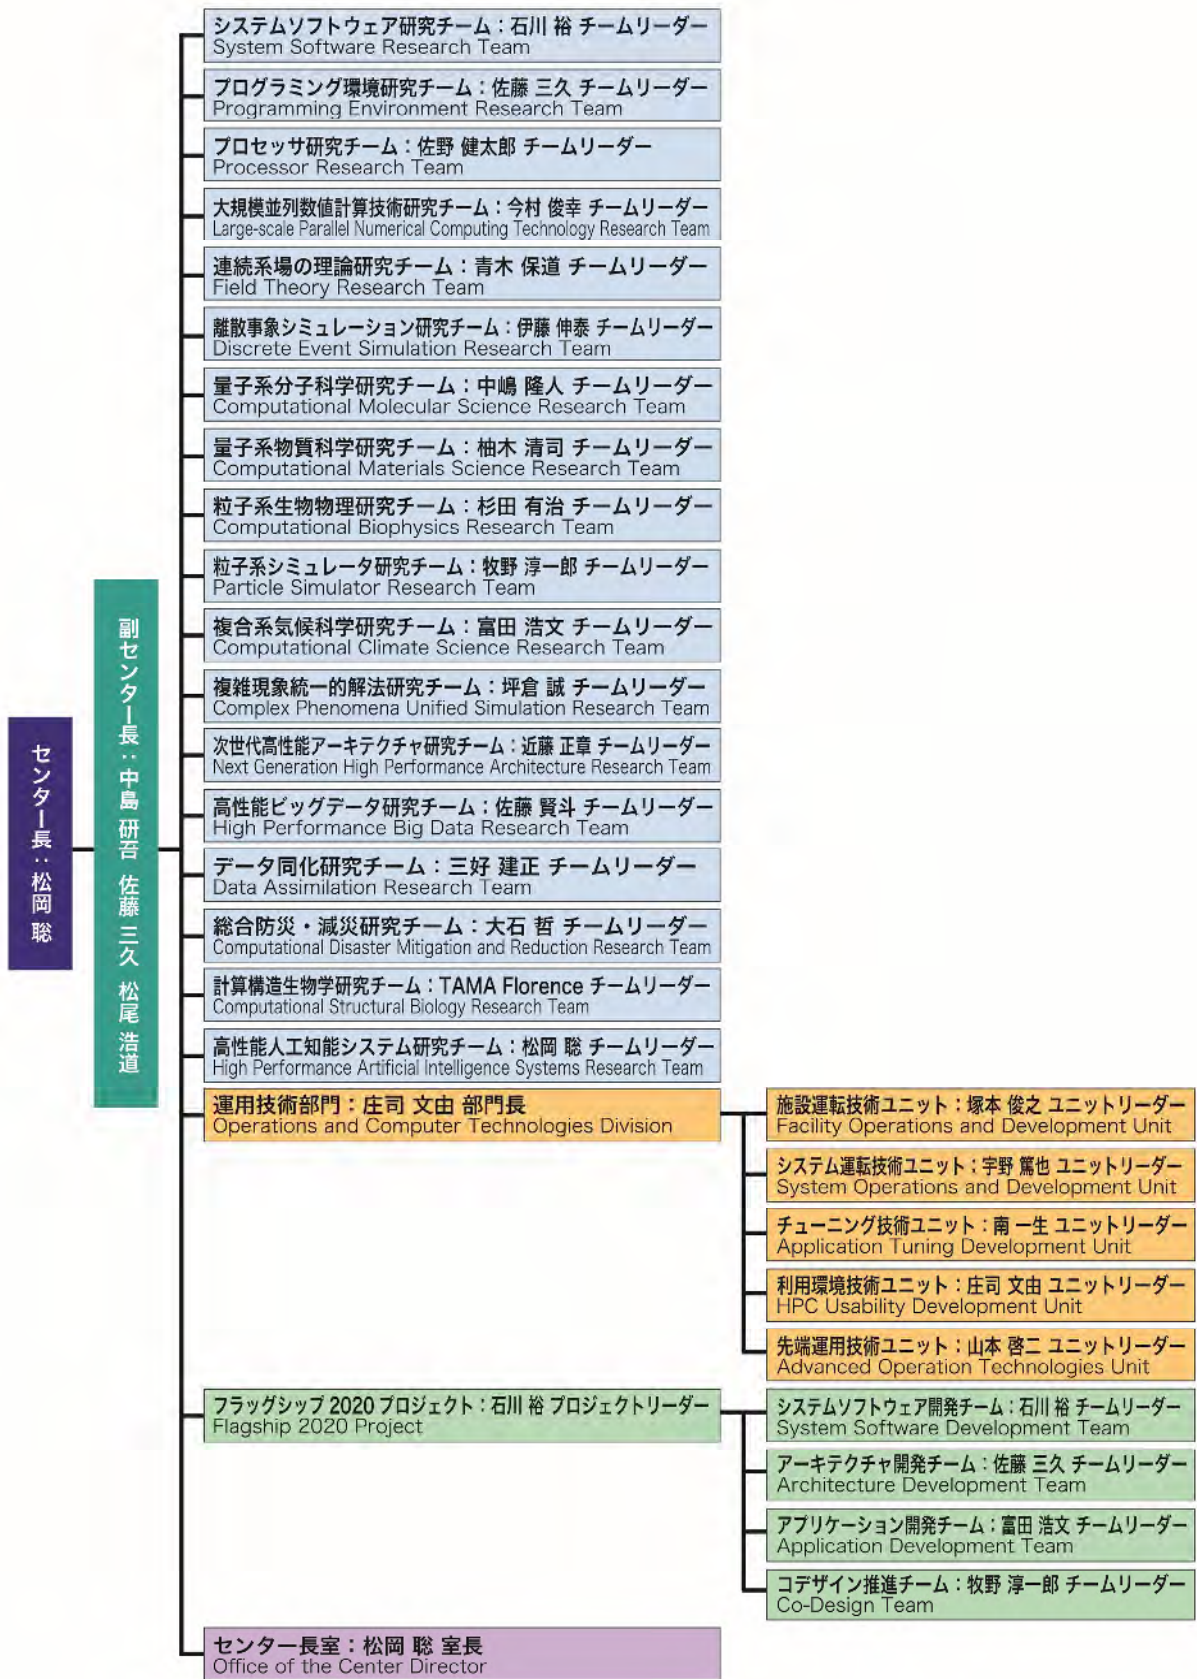 センター長：松岡 聡
副センター長：中島 研吾 佐藤 三久 松尾 浩道
システムソフトウェア研究チーム：石川 裕 チームリーダー
System Software Research Team
プログラミング環境研究チーム：佐藤 三久 チームリーダー
Programming Environment Research Team
プロセッサ研究チーム：佐野 健太郎 チームリーダー
Processor Research Team
大規模並列数値計算技術研究チーム：今村 俊幸 チームリーダー
Large-scale Parallel Numerical Computing Technology Research Team
連続系場の理論研究チーム：青木 保道 チームリーダー
Field Theory Research Team
離散事象シミュレーション研究チーム：伊藤 伸泰 チームリーダー
Discrete Event Simulation Research Team
量子系分子科学研究チーム：中嶋 隆人 チームリーダー
Computational Molecular Science Research Team
量子系物質科学研究チーム：柚木 清司 チームリーダー
Computational Materials Science Research Team
粒子系生物物理研究チーム：杉田 有治 チームリーダー
Computational Biophysics Research Team
粒子系シミュレータ研究チーム：牧野 淳一郎 チームリーダー
Particle Simulator Research Team
複合系気候科学研究チーム：富田 浩文 チームリーダー
Computational Climate Science Research Team
複雑現象統一的解法研究チーム：坪倉 誠 チームリーダー
Complex Phenomena Unified Simulation Research Team
次世代高性能アーキテクチャ研究チーム：近藤 正章 チームリーダー
Next Generation High Performance Architecture Research Team
高性能ビッグデータ研究チーム：佐藤 賢斗 チームリーダー
High Performance Big Data Research Team
データ同化研究チーム：三好 建正 チームリーダー
Data Assimilation Research Team
総合防災・減災研究チーム：大石 哲 チームリーダー
Computational Disaster Mitigation and Reduction Research Team
計算構造生物学研究チーム：TAMA Florence チームリーダー
Computational Structural Biology Research Team
高性能人工知能システム研究チーム：松岡 聡 チームリーダー
High Performance Artificial Intelligence Systems Research Team
運用技術部門：庄司 文由 部門長
Operations and Computer Technologies Division
施設運転技術ユニット：塚本 俊之 ユニットリーダー
Facility Operations and Development Unit
システム運転技術ユニット：宇野 篤也 ユニットリーダー
System Operations and Development Unit
チューニング技術ユニット：南 一生 ユニットリーダー
Application Tuning Development Unit
利用環境技術ユニット：庄司 文由 ユニットリーダー
HPC Usability Development Unit
先端運用技術ユニット：山本 啓二 ユニットリーダー
Advanced Operation Technologies Unit
フラッグシップ 2020 プロジェクト：石川 裕 プロジェクトリーダー
Flagship 2020 Project
システムソフトウェア開発チーム：石川 裕 チームリーダー
System Software Development Team
アーキテクチャ開発チーム：佐藤 三久 チームリーダー
Architecture Development Team
アプリケーション開発チーム：富田 浩文 チームリーダー
Application Development Team
コデザイン推進チーム：牧野 淳一郎 チームリーダー
Co-Design Team
センター長室：松岡 聡 室長
Office of the Center Director